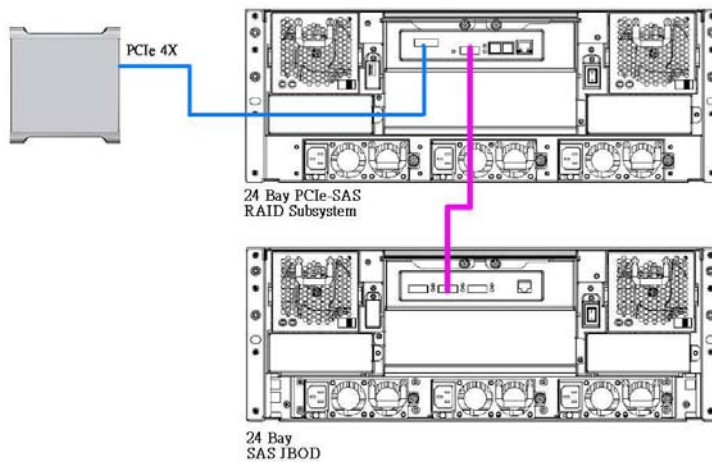 PCIe 4X
24 Bay PCIe-SAS
RAID Subsystem
24 Bay
SAS JBOD